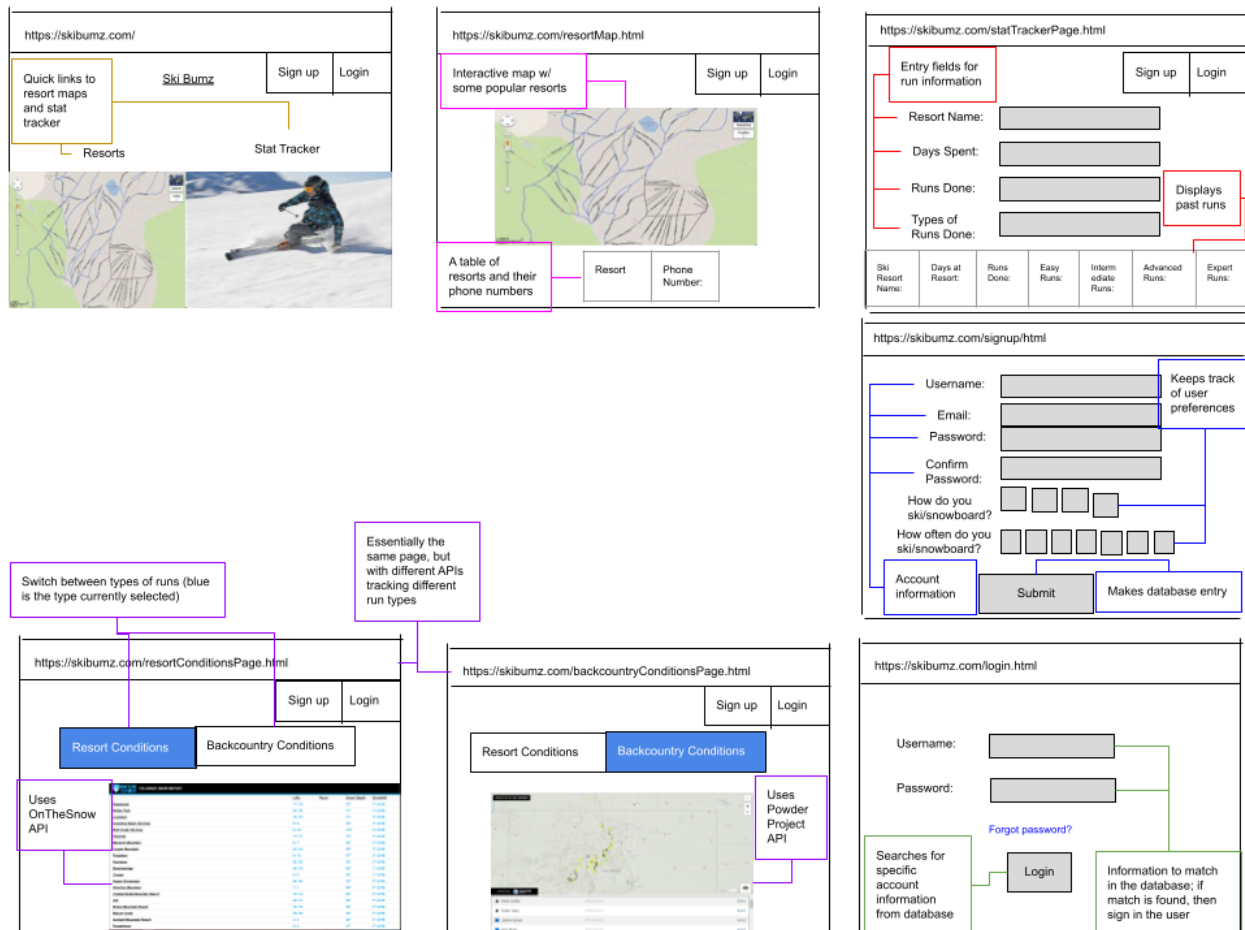 https://skibumz.com/
Quick links to
resort maps
and stat
tracker
Ski Bumz
Sign up
Login
Resorts
Stat Tracker
https://skibumz.com/resortMap.html
Interactive map w/
some popular resorts
Sign up
Login
A table of
resorts and their
phone numbers
Resort
Phone
Number:
https://skibumz.com/statTrackerPage.html
Entry fields for
run information
Sign up
Login
Resort Name:
Days Spent:
Runs Done:
Types of
Runs Done:
Displays
past runs
Ski
Resort
Name:
Days at
Resort:
Runs
Done:
Easy
Runs:
Interm
ediate
Runs:
Advanced
Runs:
Expert
Runs:
https://skibumz.com/signup/html
Username:
Email:
Password:
Confirm
Password:
How do you
ski/snowboard?
How often do you
ski/snowboard?
Keeps track
of user
preferences
Account
information
Submit
Makes database entry
Switch between types of runs (blue
is the type currently selected)
Essentially the
same page, but
with different APIs
tracking different
run types
https://skibumz.com/resortConditionsPage.html
Sign up
Login
Resort Conditions
Backcountry Conditions
Uses
OnTheSnow
API
https://skibumz.com/backcountryConditionsPage.html
Sign up
Login
Resort Conditions
Backcountry Conditions
Uses
Powder
Project
API
https://skibumz.com/login.html
Username:
Password:
Forgot password?
Login
Searches for
specific
account
information
from database
Information to match
in the database; if
match is found, then
sign in the user